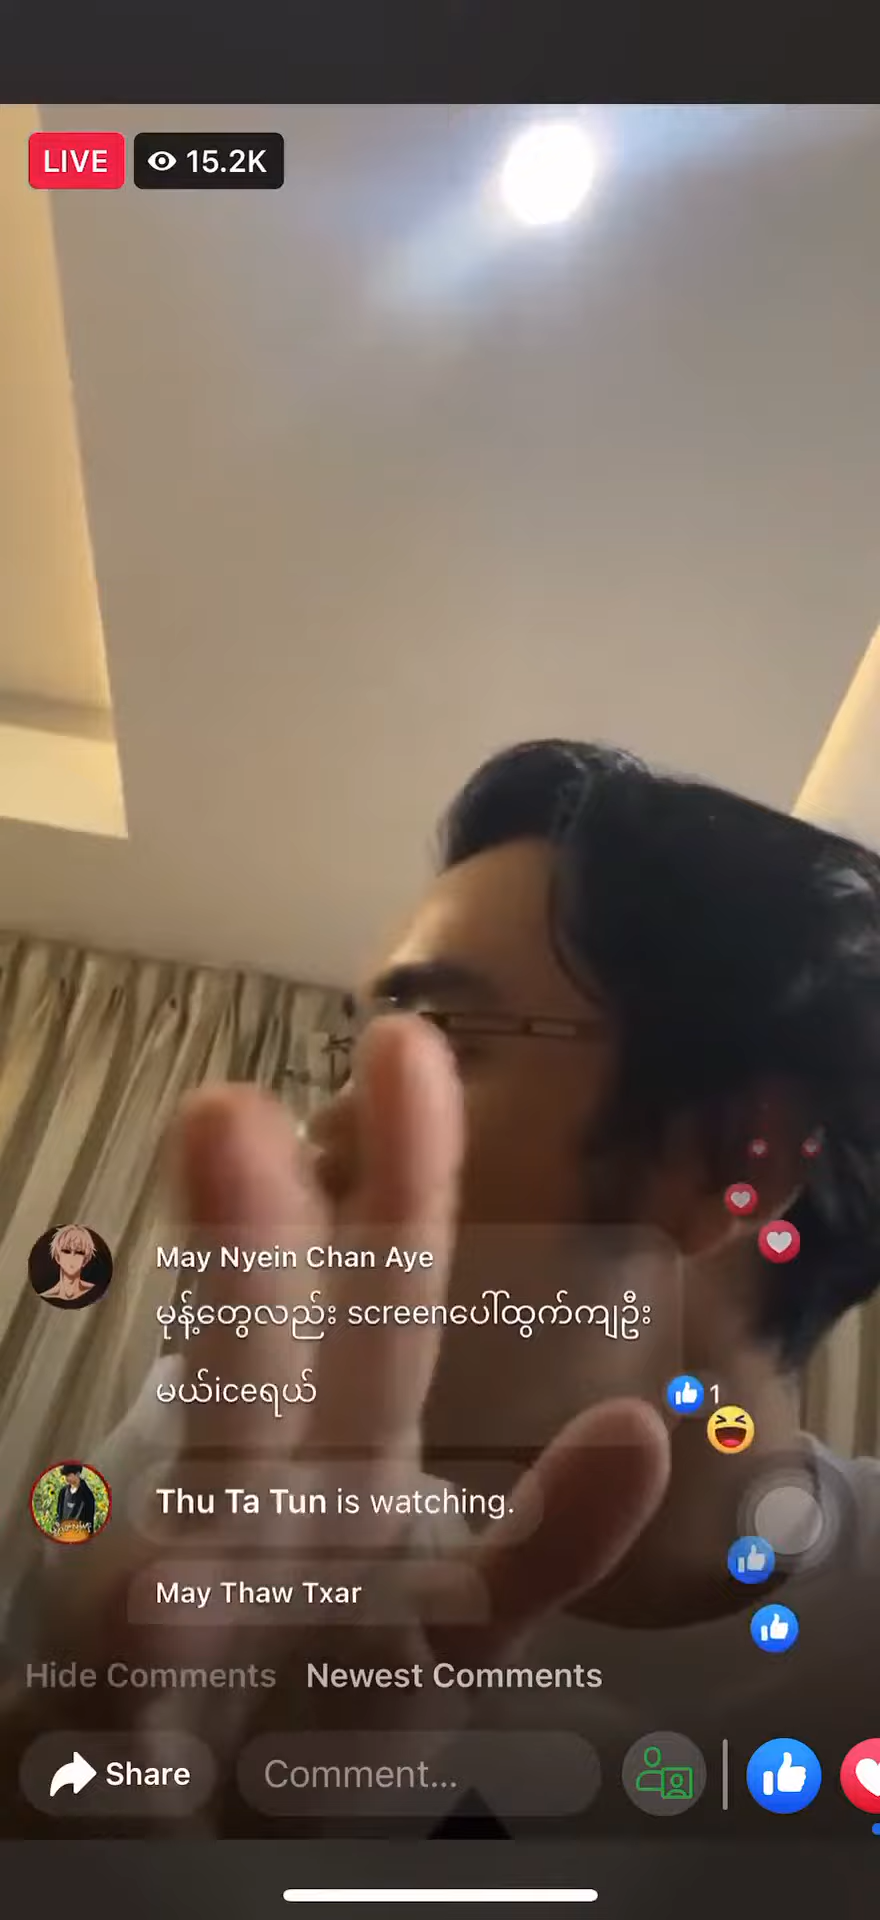 LIVE 15.2K
May Nyein Chan Aye
မုန့်တွေလည်း screenပေါ်ထွက်ကျဦး
မယ်iceရယ်
1
Thu Ta Tun is watching.
May Thaw Txar
Hide Comments Newest Comments
Share Comment...